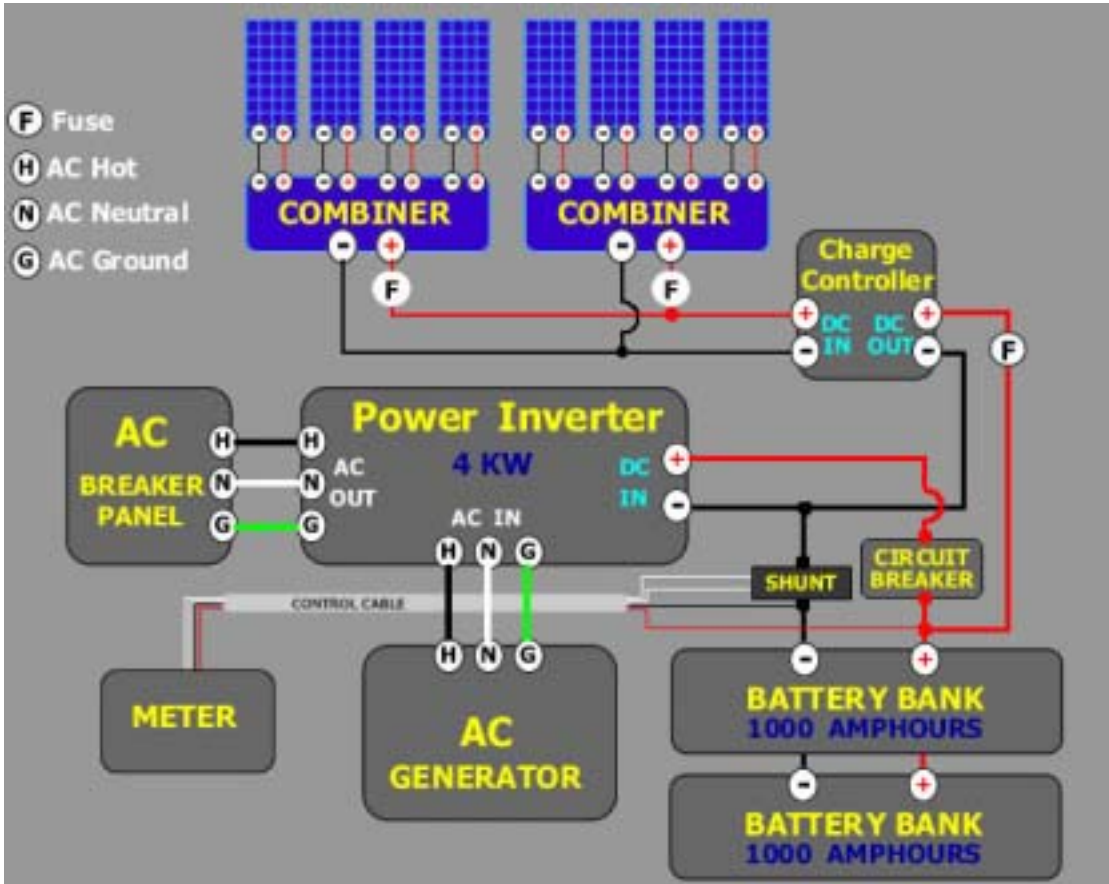 F Fuse
H AC Hot
N AC Neutral
G AC Ground
- + - + - + - +
- + - + - + - +
- + - + - + - +
- + - + - + - +
COMBINER
COMBINER
- +
- +
F
F
Charge
Controller
+ DC DC +
- IN OUT -
F
AC
BREAKER
PANEL
H
N
G
Power Inverter
4 KW
H
N
G
AC
OUT
DC
IN
+
-
AC IN
H N G
SHUNT
CIRCUIT
BREAKER
CONTROL CABLE
METER
H N G
AC
GENERATOR
- +
BATTERY BANK
1000 AMPHOURS
- +
BATTERY BANK
1000 AMPHOURS